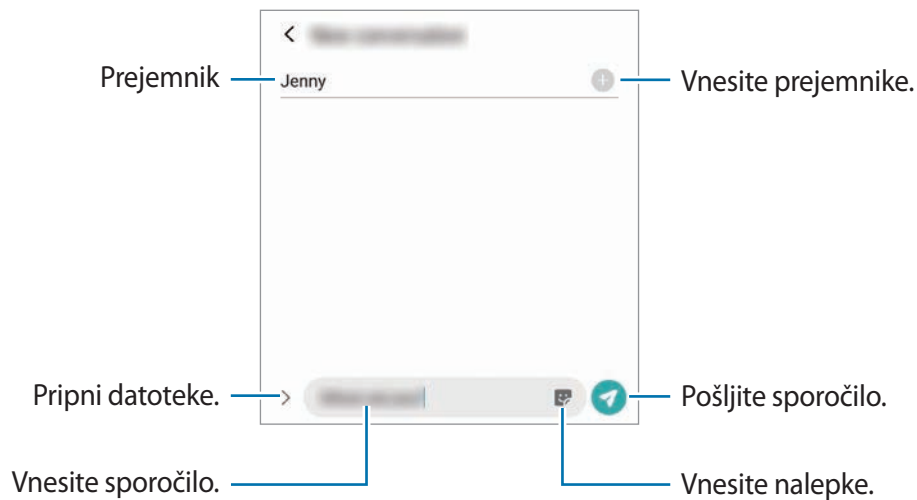 Prejemnik
Jenny
Vnesite prejemnike.
Pripni datoteke.
Pošljite sporočilo.
Vnesite sporočilo.
Vnesite nalepke.